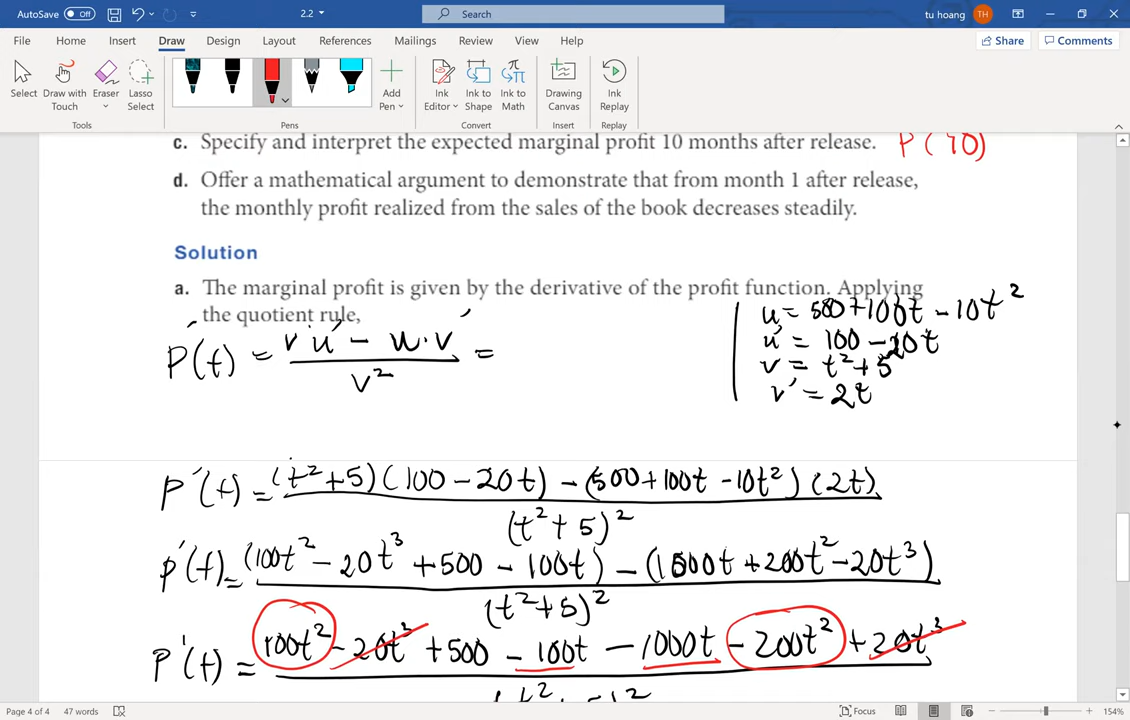 AutoSave Off 2.2 Search tu hoang TH
File Home Insert Draw Design Layout References Mailings Review View Help Share Comments
Select Draw with Touch Eraser Lasso Select Add Pen Ink Editor Ink to Shape Ink to Math Drawing Canvas Ink Replay
Tools Pens Convert Insert Replay
c. Specify and interpret the expected marginal profit 10 months after release. P(10)
d. Offer a mathematical argument to demonstrate that from month 1 after release,
the monthly profit realized from the sales of the book decreases steadily.
Solution
a. The marginal profit is given by the derivative of the profit function. Applying
the quotient rule,
u = 500+100t - 10t²
u' = 100 - 20t
v = t² + 5
v' = 2t
P'(t) = (v·u' - u·v') / v² =
P'(t) = ((t²+5)(100 - 20t) - (500+100t - 10t²)(2t)) / (t²+5)²
P'(t) = ((100t² - 20t³ + 500 - 100t) - (1000t + 200t² - 20t³)) / (t²+5)²
P'(t) = 100t² - 20t³ + 500 - 100t - 1000t - 200t² + 20t³
Page 4 of 4 47 words Focus 154%